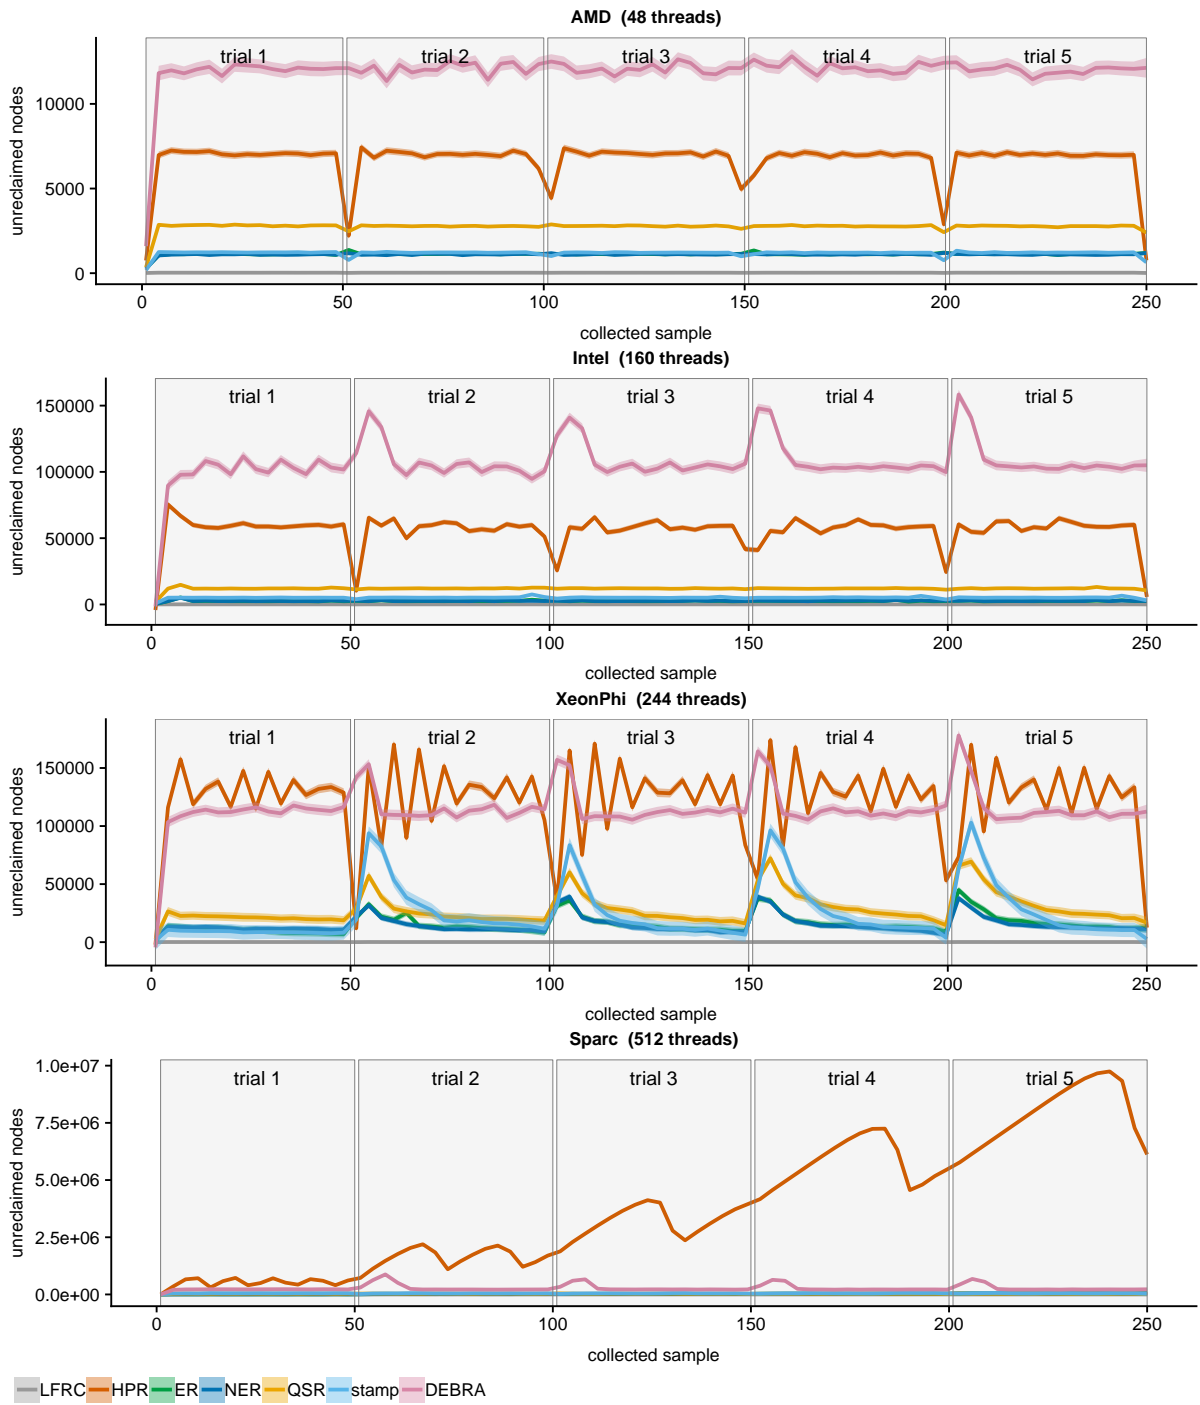 AMD (48 threads)
trial 1 trial 2 trial 3 trial 4 trial 5
unreclaimed nodes
10000
5000
0
0 50 100 150 200 250
collected sample
Intel (160 threads)
trial 1 trial 2 trial 3 trial 4 trial 5
unreclaimed nodes
150000
100000
50000
0
0 50 100 150 200 250
collected sample
XeonPhi (244 threads)
trial 1 trial 2 trial 3 trial 4 trial 5
unreclaimed nodes
150000
100000
50000
0
0 50 100 150 200 250
collected sample
Sparc (512 threads)
trial 1 trial 2 trial 3 trial 4 trial 5
unreclaimed nodes
1.0e+07
7.5e+06
5.0e+06
2.5e+06
0.0e+00
0 50 100 150 200 250
collected sample
LFRC HPR ER NER QSR stamp DEBRA